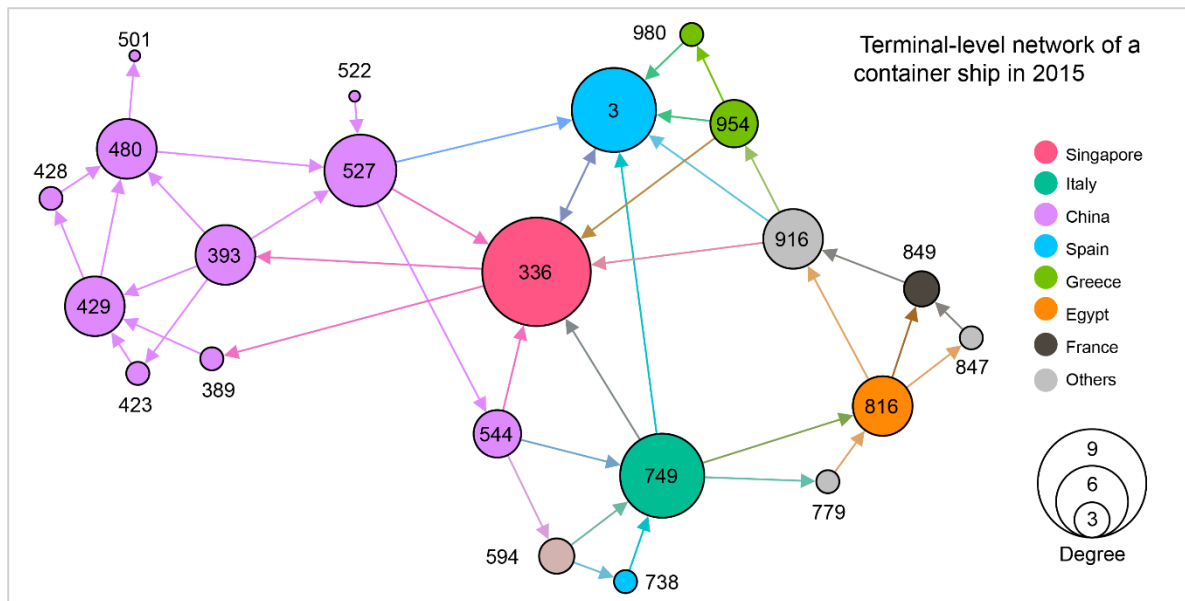 501
980
Terminal-level network of a
container ship in 2015
522
3
954
480
527
Singapore
428
Italy
China
Spain
Greece
Egypt
France
Others
393
916
849
336
429
847
389
423
816
544
749
779
594
738
9
6
3
Degree